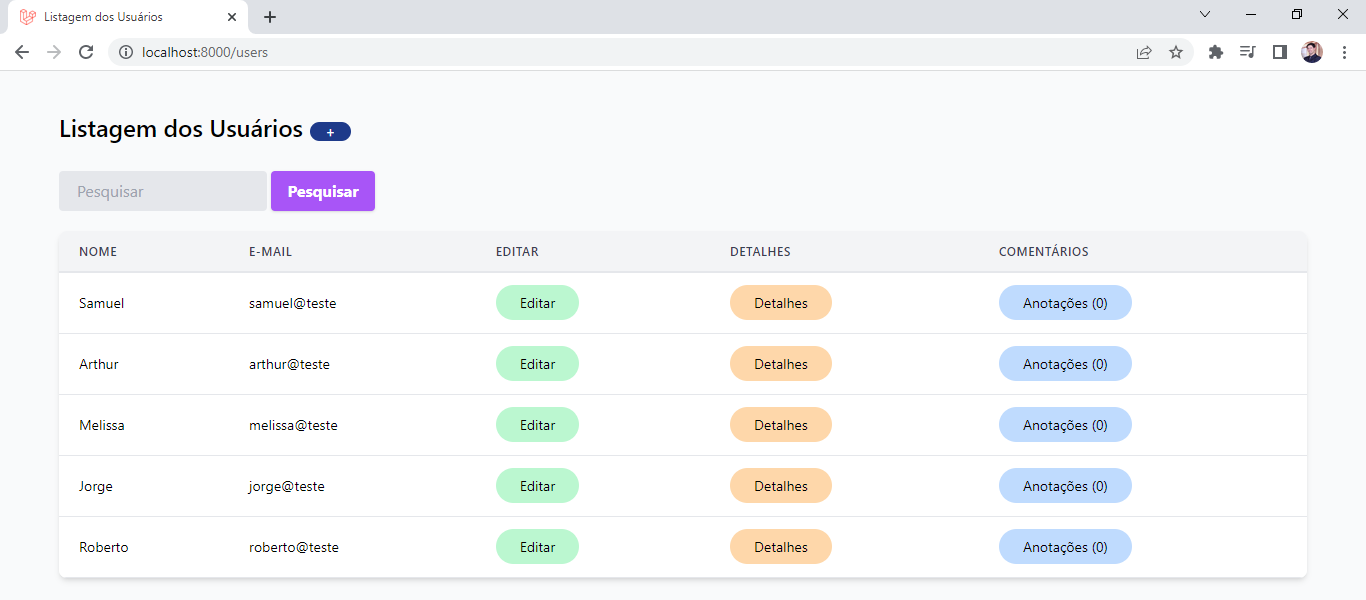 Listagem dos Usuários
localhost:8000/users
Listagem dos Usuários +
Pesquisar Pesquisar
NOME E-MAIL EDITAR DETALHES COMENTÁRIOS
Samuel samuel@teste Editar Detalhes Anotações (0)
Arthur arthur@teste Editar Detalhes Anotações (0)
Melissa melissa@teste Editar Detalhes Anotações (0)
Jorge jorge@teste Editar Detalhes Anotações (0)
Roberto roberto@teste Editar Detalhes Anotações (0)